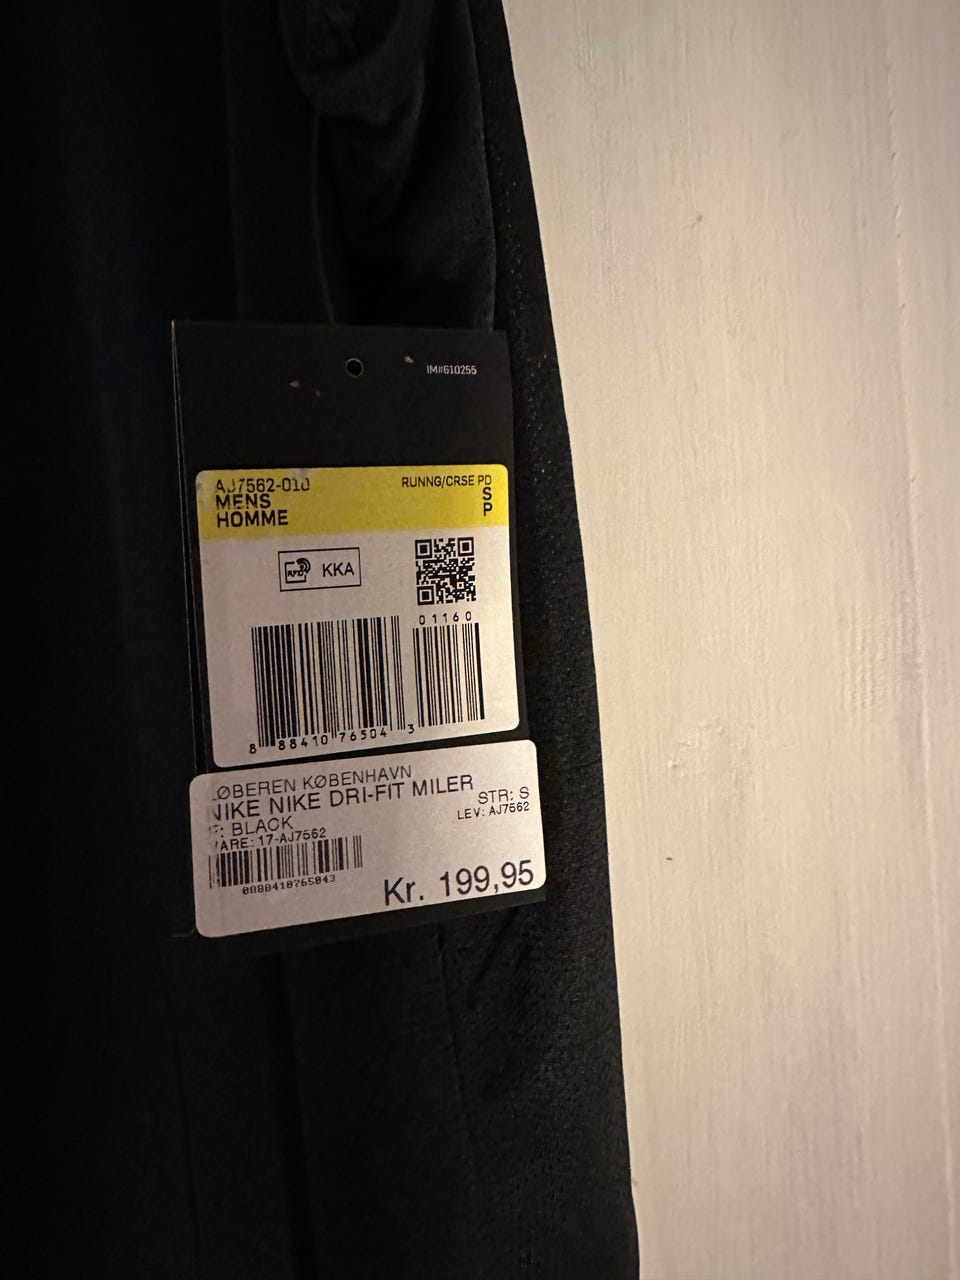 IM#610255
AJ7562-010 RUNNG/CRSE PD
MENS S
HOMME P
RFID KKA
01160
8 88410 76504 3
LØBEREN KØBENHAVN
NIKE NIKE DRI-FIT MILER
STR: S
F: BLACK LEV: AJ7562
VARE: 17-AJ7562
0888410765043
Kr. 199,95